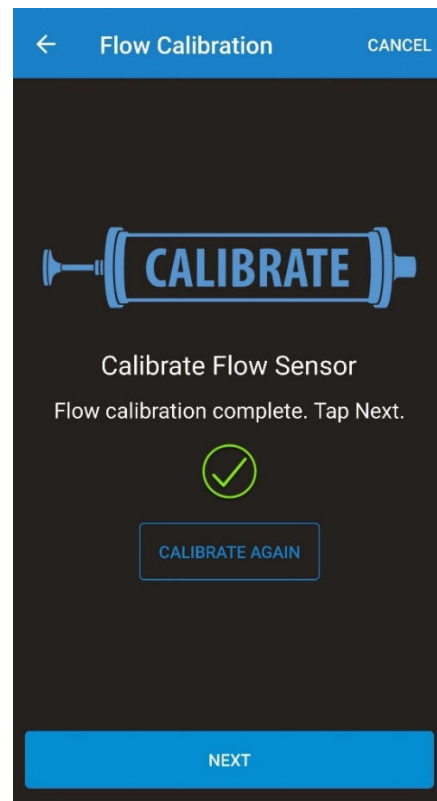 Flow Calibration CANCEL
CALIBRATE
Calibrate Flow Sensor
Flow calibration complete. Tap Next.
CALIBRATE AGAIN
NEXT